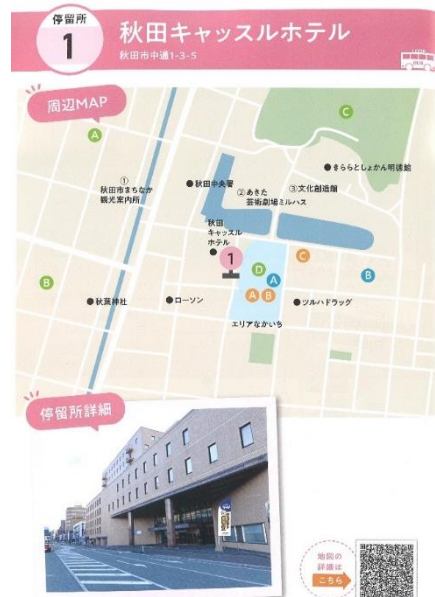 停留所
1
秋田キャッスルホテル
秋田市中通1-3-5
周辺MAP
A
C
①
秋田市まちなか
観光案内所
●秋田中央署
②あきた
芸術劇場ミルハス
③文化創造館
●きららとしょかん明徳館
秋田
キャッスル
ホテル
1
C
D
A
B
B
A
B
●秋葉神社
●ローソン
●ツルハドラッグ
エリアなかいち
停留所詳細
地図の
詳細は
こちら